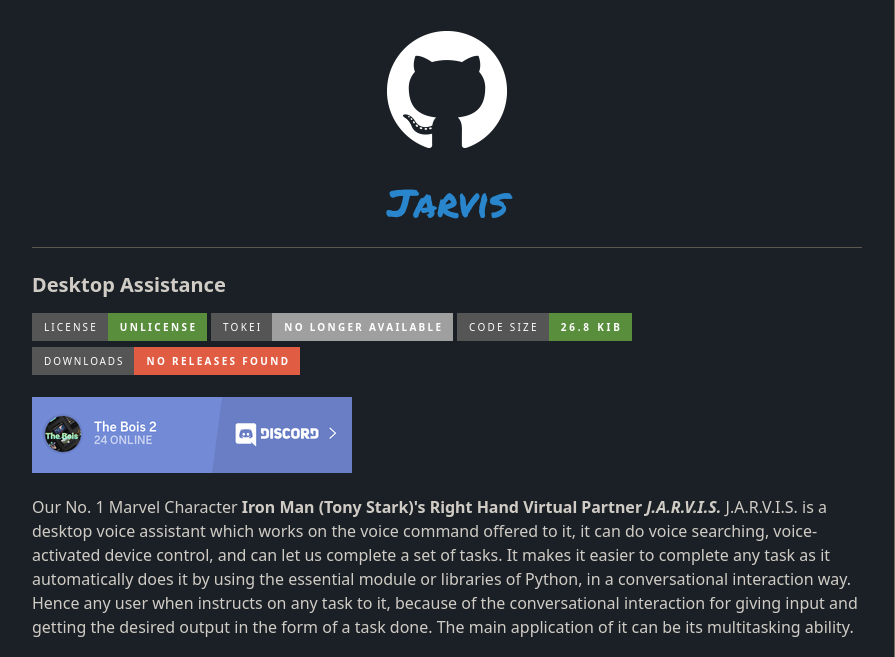 Jarvis
Desktop Assistance
LICENSE UNLICENSE TOKEI NO LONGER AVAILABLE CODE SIZE 26.8 KIB
DOWNLOADS NO RELEASES FOUND
The Bois The Bois 2 DISCORD
24 ONLINE
Our No. 1 Marvel Character Iron Man (Tony Stark)'s Right Hand Virtual Partner J.A.R.V.I.S. J.A.R.V.I.S. is a
desktop voice assistant which works on the voice command offered to it, it can do voice searching, voice-
activated device control, and can let us complete a set of tasks. It makes it easier to complete any task as it
automatically does it by using the essential module or libraries of Python, in a conversational interaction way.
Hence any user when instructs on any task to it, because of the conversational interaction for giving input and
getting the desired output in the form of a task done. The main application of it can be its multitasking ability.